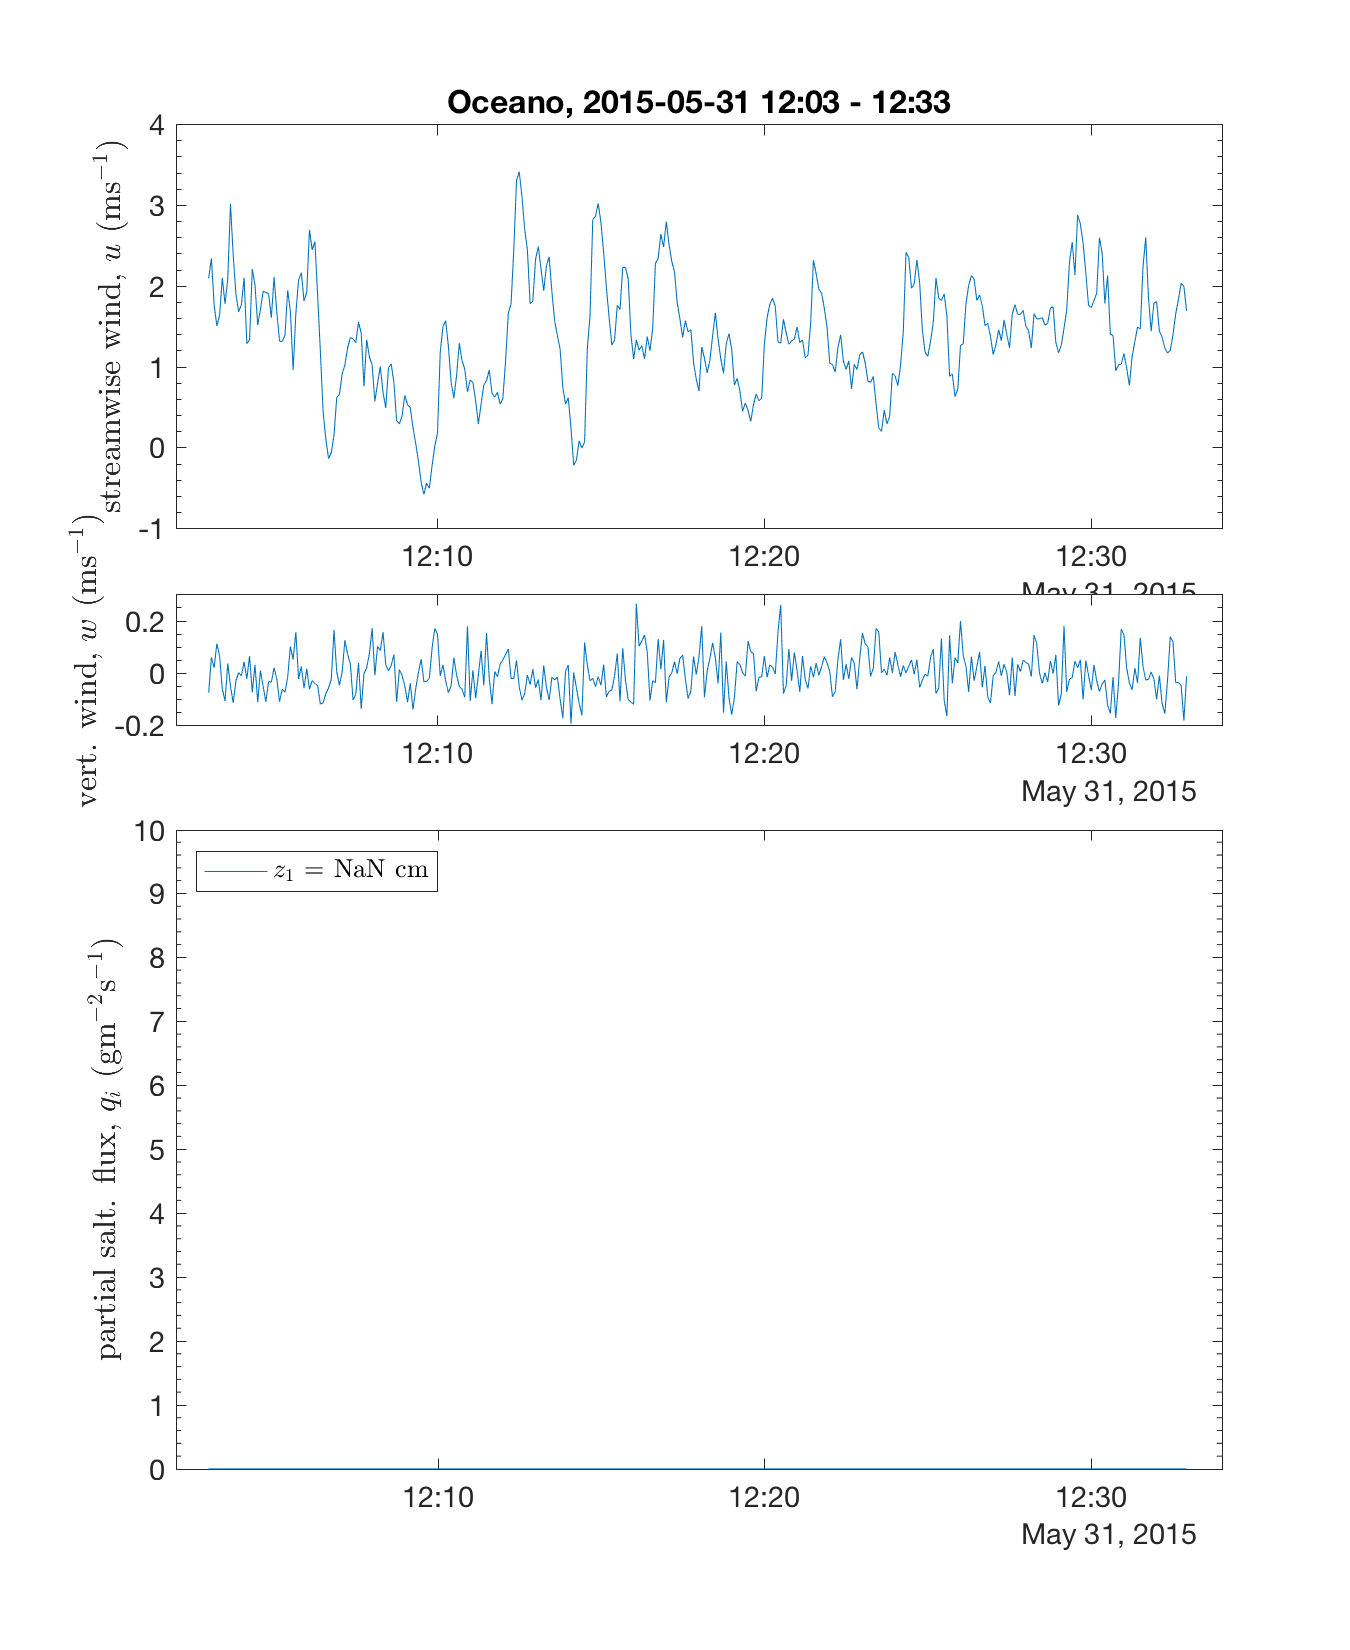 Oceano, 2015-05-31 12:03 - 12:33
streamwise wind, u (ms⁻¹)
4
3
2
1
0
-1
12:10 12:20 12:30
May 31, 2015
vert. wind, w (ms⁻¹)
0.2
0
-0.2
12:10 12:20 12:30
May 31, 2015
partial salt. flux, qᵢ (gm⁻²s⁻¹)
10
9
8
7
6
5
4
3
2
1
0
z₁ = NaN cm
12:10 12:20 12:30
May 31, 2015